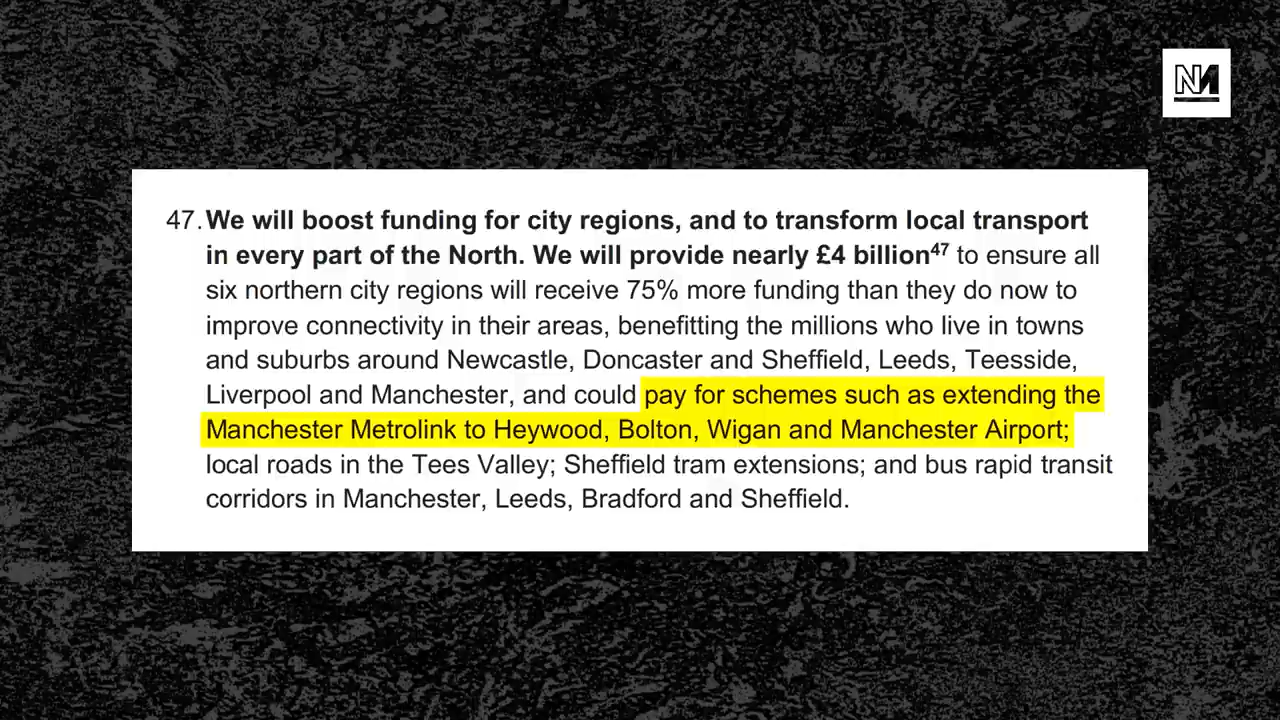 NM
47. We will boost funding for city regions, and to transform local transport
in every part of the North. We will provide nearly £4 billion⁴⁷ to ensure all
six northern city regions will receive 75% more funding than they do now to
improve connectivity in their areas, benefitting the millions who live in towns
and suburbs around Newcastle, Doncaster and Sheffield, Leeds, Teesside,
Liverpool and Manchester, and could pay for schemes such as extending the
Manchester Metrolink to Heywood, Bolton, Wigan and Manchester Airport;
local roads in the Tees Valley; Sheffield tram extensions; and bus rapid transit
corridors in Manchester, Leeds, Bradford and Sheffield.